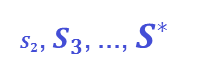 S₂, S₃, ..., S*